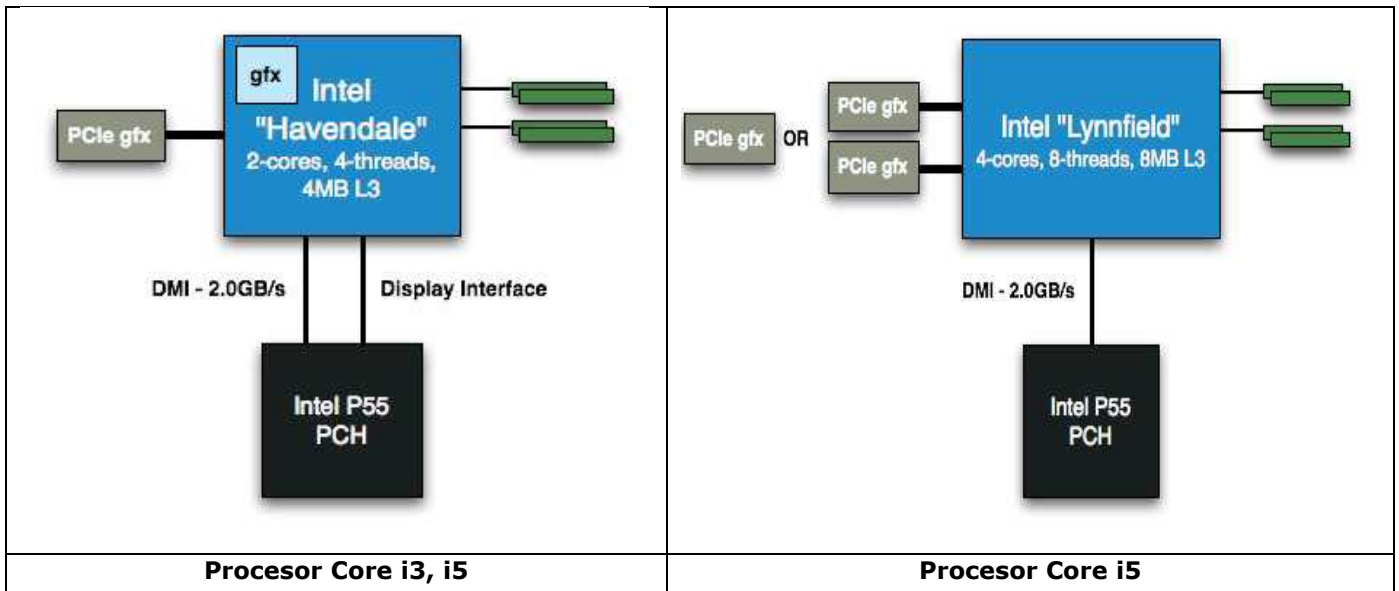 gfx
Intel
"Havendale"
2-cores, 4-threads,
4MB L3
PCIe gfx
DMI - 2.0GB/s
Display Interface
Intel P55
PCH
Procesor Core i3, i5
PCIe gfx
OR
PCIe gfx
PCIe gfx
Intel "Lynnfield"
4-cores, 8-threads, 8MB L3
DMI - 2.0GB/s
Intel P55
PCH
Procesor Core i5